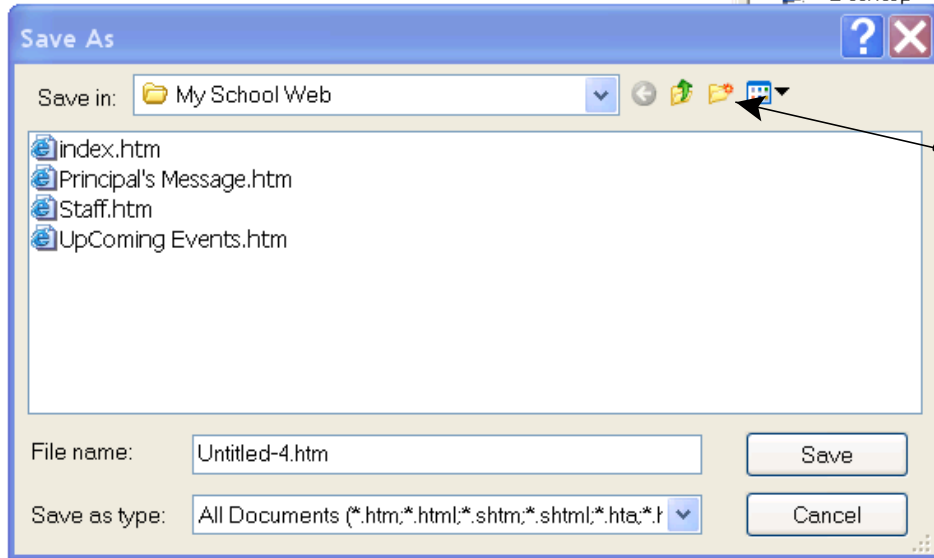 Save As
Save in: My School Web
index.htm
Principal's Message.htm
Staff.htm
UpComing Events.htm
File name: Untitled-4.htm Save
Save as type: All Documents (*.htm;*.html;*.shtm;*.shtml;*.hta;*.h Cancel